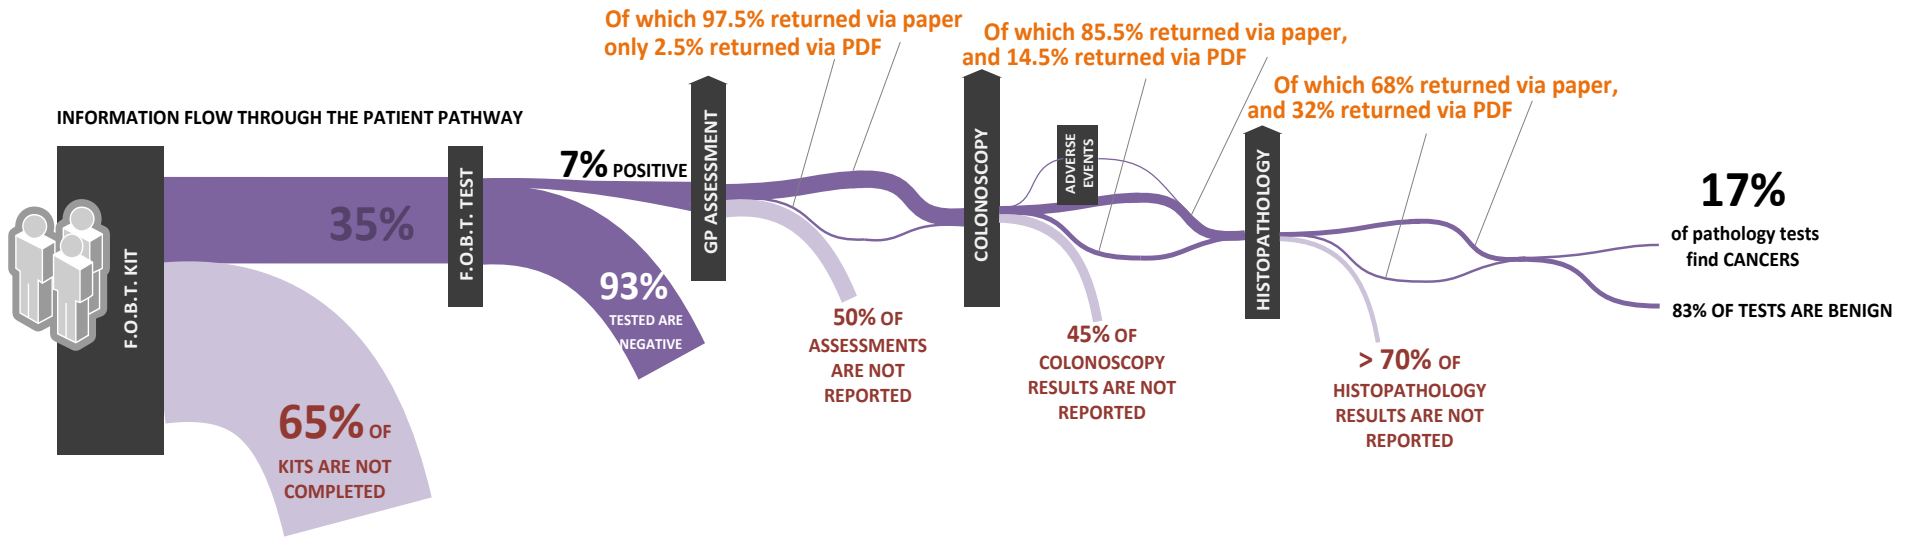 Of which 97.5% returned via paper
only 2.5% returned via PDF
Of which 85.5% returned via paper,
and 14.5% returned via PDF
Of which 68% returned via paper,
and 32% returned via PDF
INFORMATION FLOW THROUGH THE PATIENT PATHWAY
F.O.B.T. KIT
35%
65% OF
KITS ARE NOT
COMPLETED
F.O.B.T. TEST
7% POSITIVE
93%
TESTED ARE
NEGATIVE
GP ASSESSMENT
50% OF
ASSESSMENTS
ARE NOT
REPORTED
COLONOSCOPY
ADVERSE
EVENTS
45% OF
COLONOSCOPY
RESULTS ARE NOT
REPORTED
HISTOPATHOLOGY
> 70% OF
HISTOPATHOLOGY
RESULTS ARE NOT
REPORTED
17%
of pathology tests
find CANCERS
83% OF TESTS ARE BENIGN